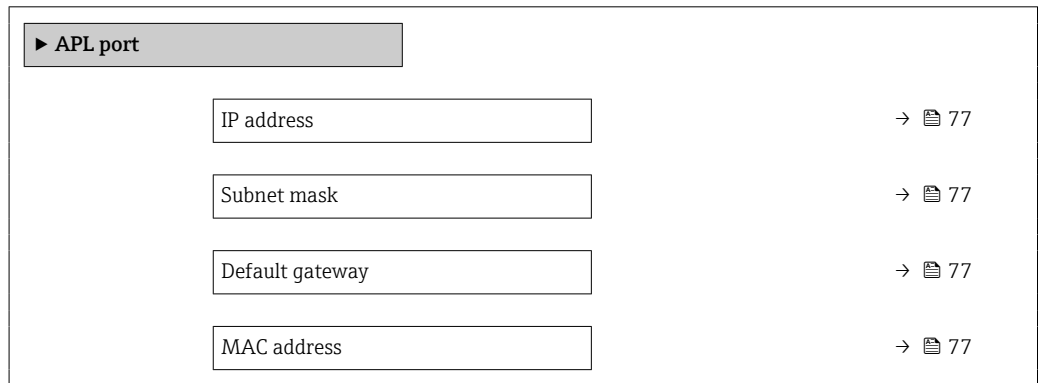 ▶ APL port
IP address → 77
Subnet mask → 77
Default gateway → 77
MAC address → 77